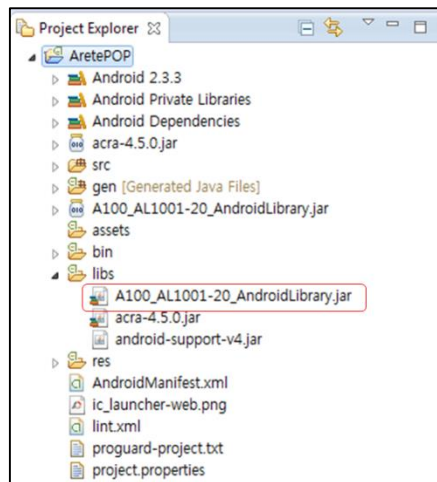 Project Explorer
AretePOP
Android 2.3.3
Android Private Libraries
Android Dependencies
acra-4.5.0.jar
src
gen [Generated Java Files]
A100_AL1001-20_AndroidLibrary.jar
assets
bin
libs
A100_AL1001-20_AndroidLibrary.jar
acra-4.5.0.jar
android-support-v4.jar
res
AndroidManifest.xml
ic_launcher-web.png
lint.xml
proguard-project.txt
project.properties